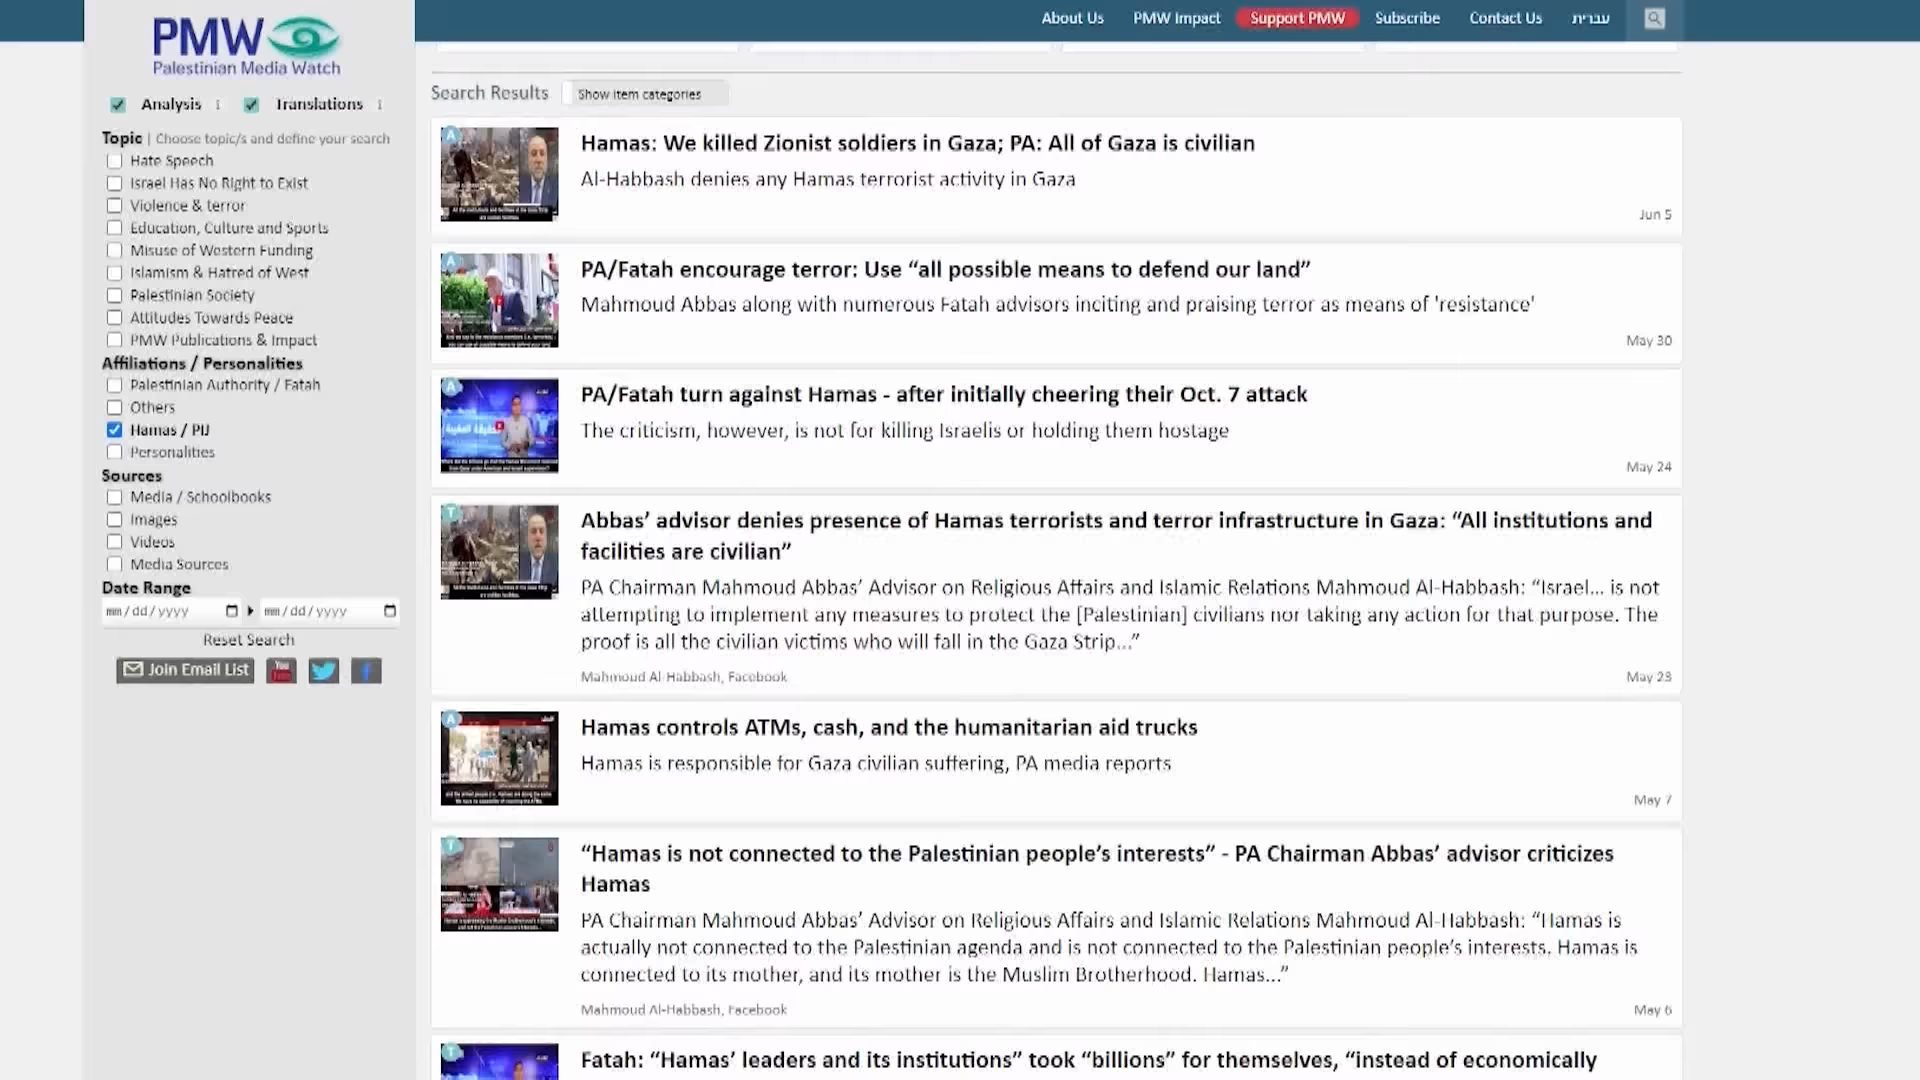 About Us PMW Impact Support PMW Subscribe Contact Us עברית
PMW
Palestinian Media Watch
Analysis Translations
Topic | Choose topic/s and define your search
Hate Speech
Israel Has No Right to Exist
Violence & terror
Education, Culture and Sports
Misuse of Western Funding
Islamism & Hatred of West
Palestinian Society
Attitudes Towards Peace
PMW Publications & Impact
Affiliations / Personalities
Palestinian Authority / Fatah
Others
Hamas / PIJ
Personalities
Sources
Media / Schoolbooks
Images
Videos
Media Sources
Date Range
mm/dd/yyyy mm/dd/yyyy
Reset Search
Join Email List
Search Results Show item categories
A
Hamas: We killed Zionist soldiers in Gaza; PA: All of Gaza is civilian
Al-Habbash denies any Hamas terrorist activity in Gaza
Jun 5
A
PA/Fatah encourage terror: Use “all possible means to defend our land”
Mahmoud Abbas along with numerous Fatah advisors inciting and praising terror as means of 'resistance'
May 30
A
PA/Fatah turn against Hamas - after initially cheering their Oct. 7 attack
The criticism, however, is not for killing Israelis or holding them hostage
May 24
T
Abbas’ advisor denies presence of Hamas terrorists and terror infrastructure in Gaza: “All institutions and
facilities are civilian”
PA Chairman Mahmoud Abbas’ Advisor on Religious Affairs and Islamic Relations Mahmoud Al-Habbash: “Israel... is not
attempting to implement any measures to protect the [Palestinian] civilians nor taking any action for that purpose. The
proof is all the civilian victims who will fall in the Gaza Strip...”
Mahmoud Al-Habbash, Facebook
May 23
A
Hamas controls ATMs, cash, and the humanitarian aid trucks
Hamas is responsible for Gaza civilian suffering, PA media reports
May 7
T
“Hamas is not connected to the Palestinian people’s interests” - PA Chairman Abbas’ advisor criticizes
Hamas
PA Chairman Mahmoud Abbas’ Advisor on Religious Affairs and Islamic Relations Mahmoud Al-Habbash: “Hamas is
actually not connected to the Palestinian agenda and is not connected to the Palestinian people’s interests. Hamas is
connected to its mother, and its mother is the Muslim Brotherhood. Hamas...”
Mahmoud Al-Habbash, Facebook
May 6
T
Fatah: “Hamas’ leaders and its institutions” took “billions” for themselves, “instead of economically